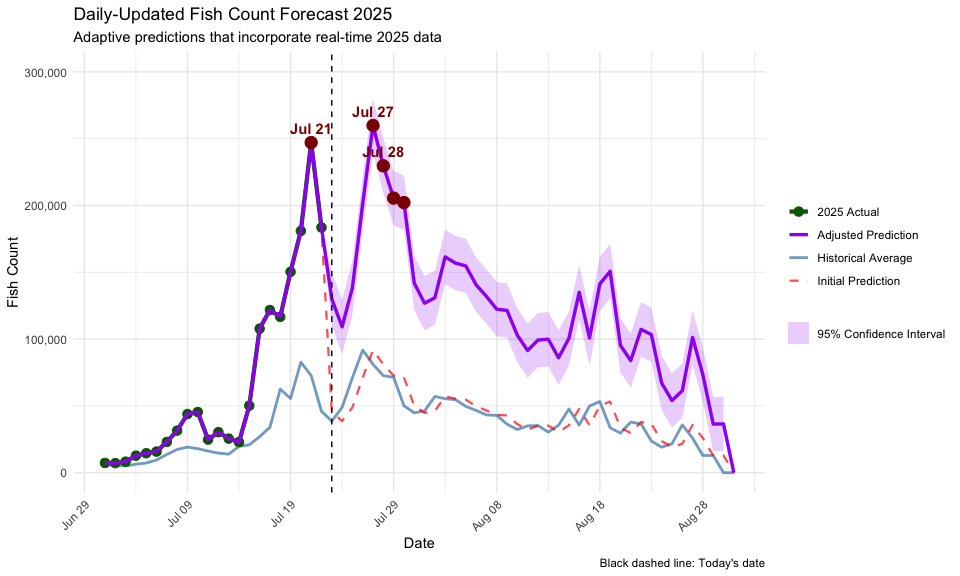 Daily-Updated Fish Count Forecast 2025
Adaptive predictions that incorporate real-time 2025 data
Fish Count
300,000
200,000
100,000
0
Jul 21
Jul 27
Jul 28
Jun 29
Jul 09
Jul 19
Jul 29
Aug 08
Aug 18
Aug 28
Date
2025 Actual
Adjusted Prediction
Historical Average
Initial Prediction
95% Confidence Interval
Black dashed line: Today's date